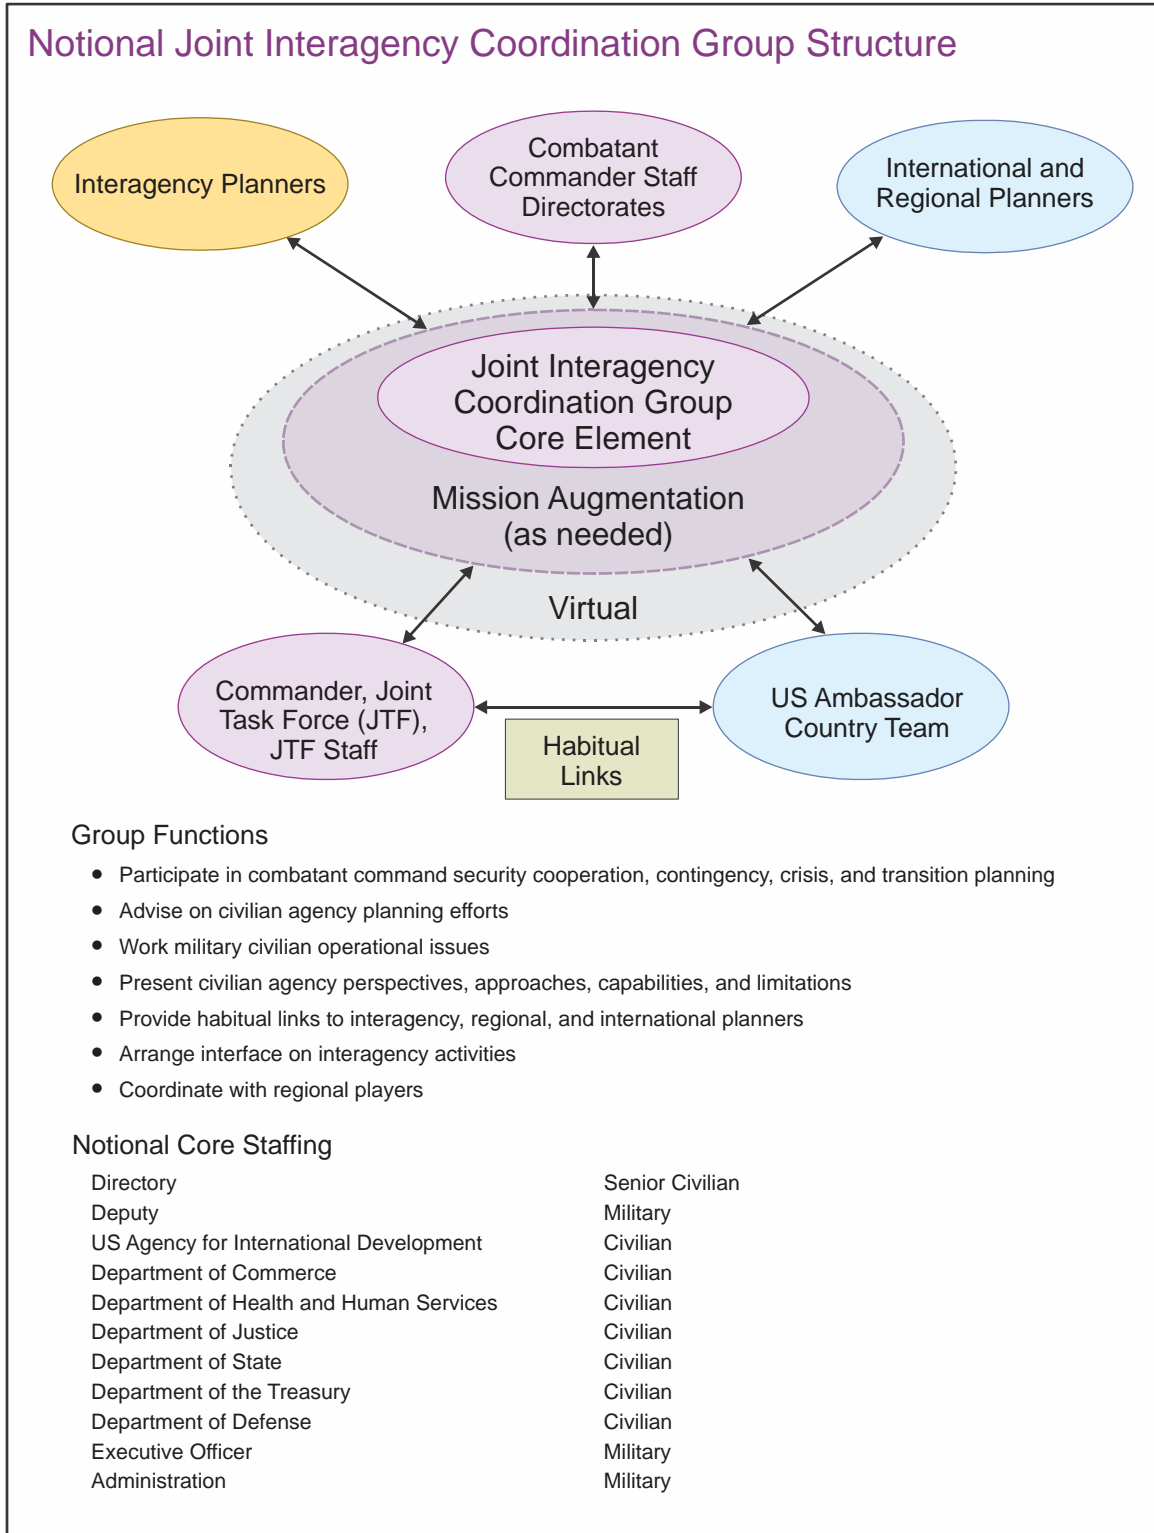 Notional Joint Interagency Coordination Group Structure
Interagency Planners
Combatant
Commander Staff
Directorates
International and
Regional Planners
Joint Interagency
Coordination Group
Core Element
Mission Augmentation
(as needed)
Virtual
Commander, Joint
Task Force (JTF),
JTF Staff
US Ambassador
Country Team
Habitual
Links
Group Functions
• Participate in combatant command security cooperation, contingency, crisis, and transition planning
• Advise on civilian agency planning efforts
• Work military civilian operational issues
• Present civilian agency perspectives, approaches, capabilities, and limitations
• Provide habitual links to interagency, regional, and international planners
• Arrange interface on interagency activities
• Coordinate with regional players
Notional Core Staffing
Directory Senior Civilian
Deputy Military
US Agency for International Development Civilian
Department of Commerce Civilian
Department of Health and Human Services Civilian
Department of Justice Civilian
Department of State Civilian
Department of the Treasury Civilian
Department of Defense Civilian
Executive Officer Military
Administration Military